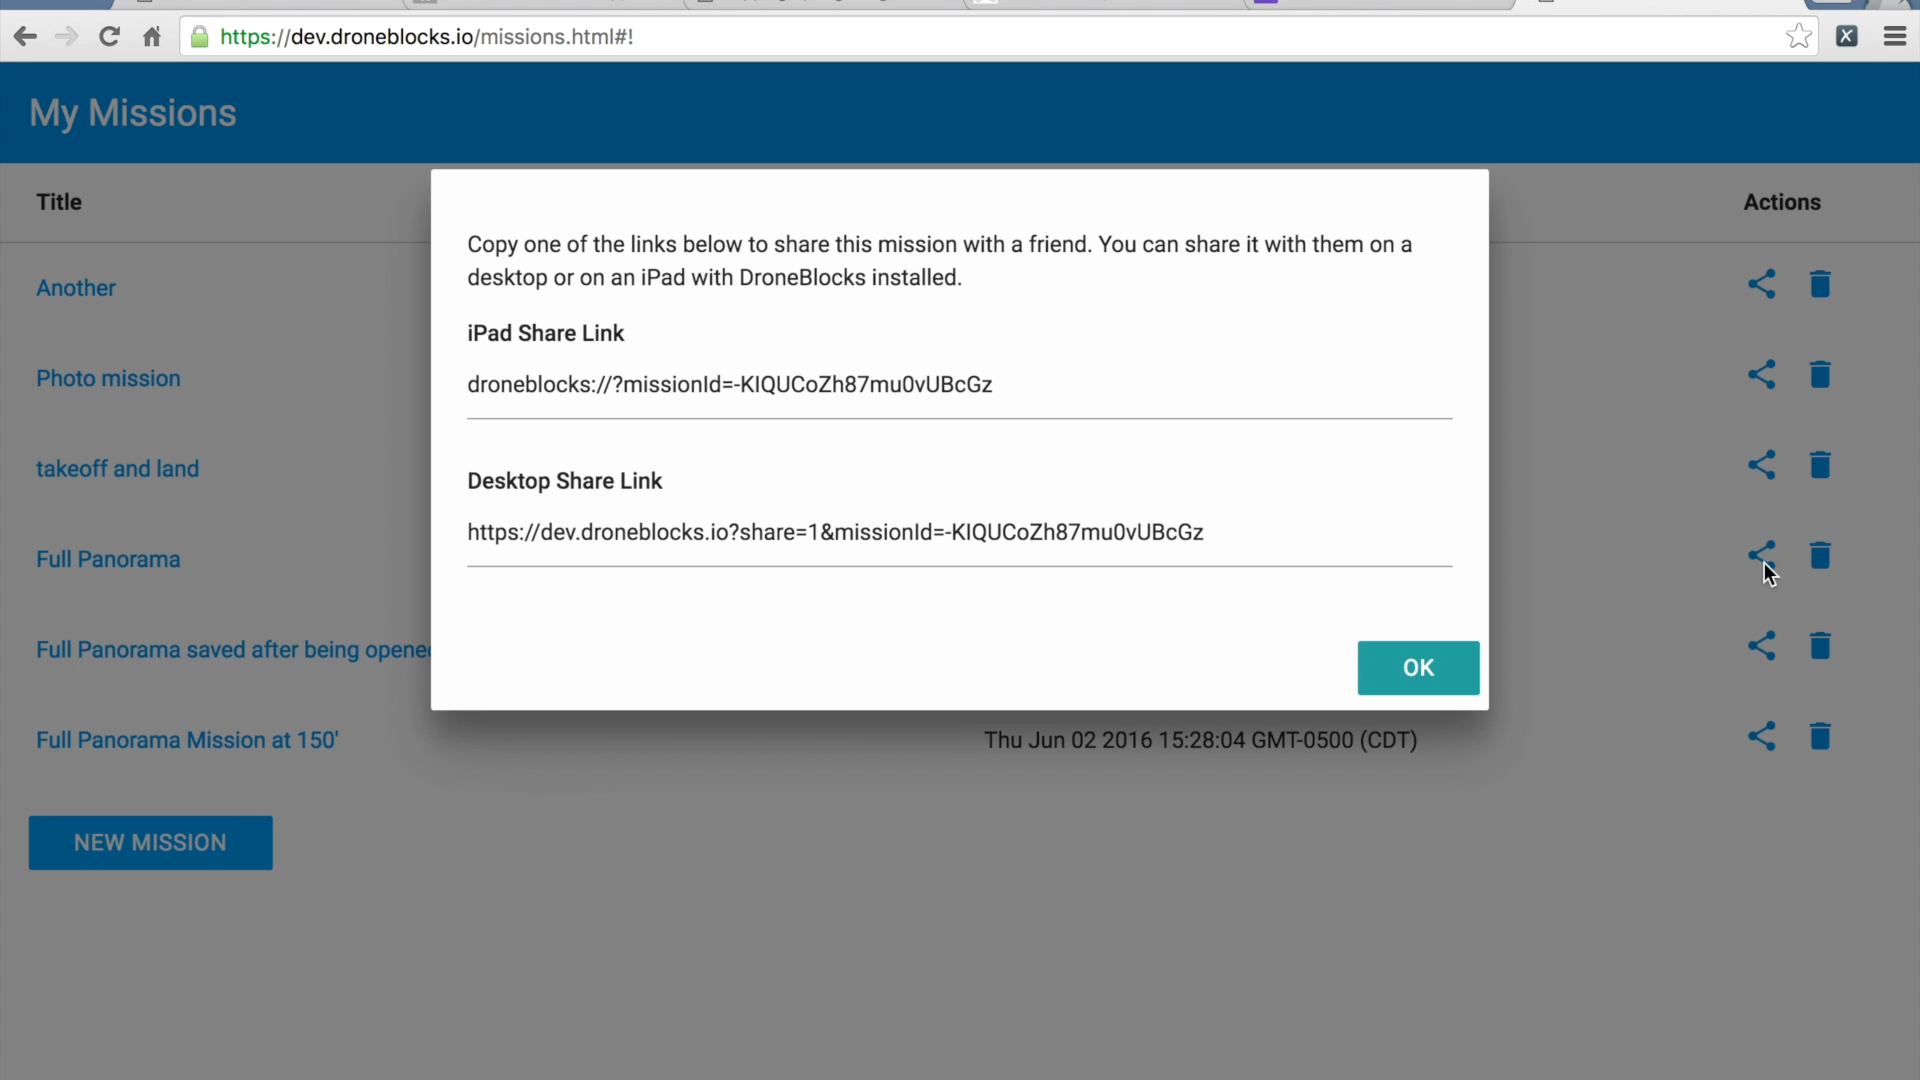 https://dev.droneblocks.io/missions.html#!
My Missions
Title
Actions
Another
Photo mission
takeoff and land
Full Panorama
Full Panorama saved after being opened
Full Panorama Mission at 150'
Thu Jun 02 2016 15:28:04 GMT-0500 (CDT)
NEW MISSION
Copy one of the links below to share this mission with a friend. You can share it with them on a
desktop or on an iPad with DroneBlocks installed.
iPad Share Link
droneblocks://?missionId=-KIQUCoZh87mu0vUBcGz
Desktop Share Link
https://dev.droneblocks.io?share=1&missionId=-KIQUCoZh87mu0vUBcGz
OK